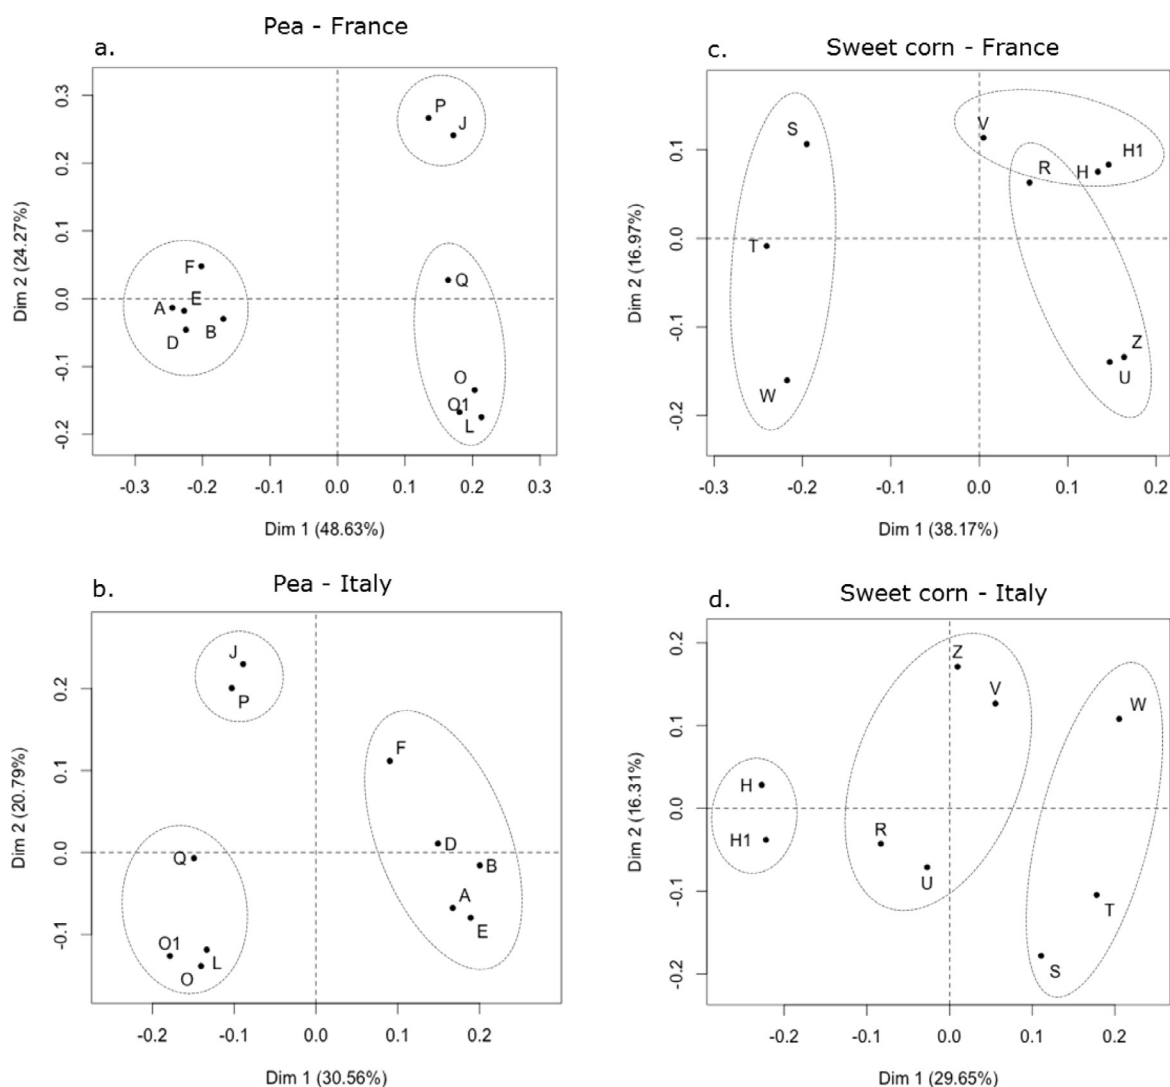 Pea - France
a.
P
J
F
A
E
D
B
Q
O
O1
L
0.3
0.2
0.1
0.0
-0.1
-0.2
-0.3
-0.2
-0.1
0.0
0.1
0.2
0.3
Dim 2 (24.27%)
Dim 1 (48.63%)
Sweet corn - France
c.
S
V
H1
H
R
T
W
Z
U
0.1
0.0
-0.1
-0.2
-0.3
-0.2
-0.1
0.0
0.1
0.2
Dim 2 (16.97%)
Dim 1 (38.17%)
Pea - Italy
b.
J
P
F
D
B
A
E
Q
O1
L
O
0.2
0.1
0.0
-0.1
-0.2
-0.1
0.0
0.1
0.2
Dim 2 (20.79%)
Dim 1 (30.56%)
Sweet corn - Italy
d.
Z
V
W
H
H1
R
U
T
S
0.2
0.1
0.0
-0.1
-0.2
-0.2
-0.1
0.0
0.1
0.2
Dim 2 (16.31%)
Dim 1 (29.65%)